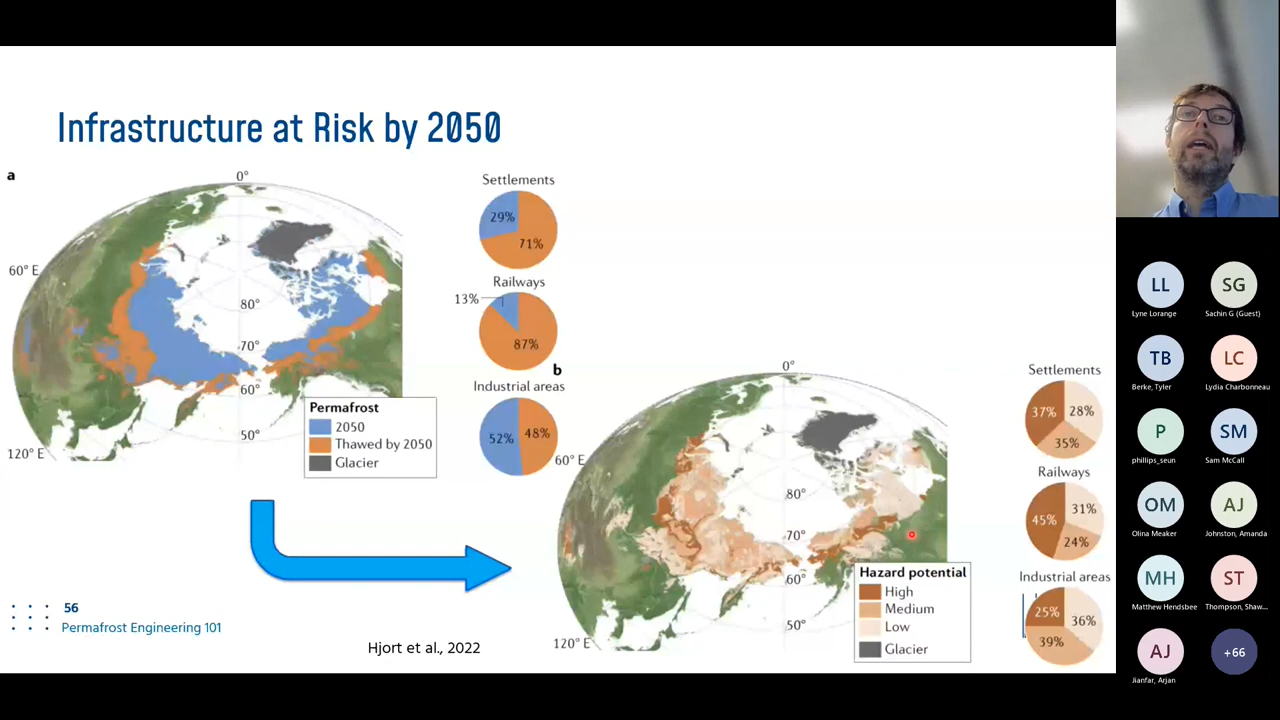 Infrastructure at Risk by 2050
a
0°
60° E
80°
70°
60°
50°
120° E
Permafrost
2050
Thawed by 2050
Glacier
Settlements
29%
71%
Railways
13%
87%
Industrial areas
52%
48%
b
0°
60° E
80°
70°
60°
50°
120° E
Hazard potential
High
Medium
Low
Glacier
Settlements
37%
28%
35%
Railways
45%
31%
24%
Industrial areas
25%
36%
39%
56
Permafrost Engineering 101
Hjort et al., 2022
LL
SG
Lyne Lorange
Sachin G (Guest)
TB
LC
Berke, Tyler
Lydia Charbonneau
P
SM
phillips_seun
Sam McCall
OM
AJ
Olina Meaker
Johnston, Amanda
MH
ST
Matthew Hendsbee
Thompson, Shaw...
AJ
+66
Jianfar, Arjan